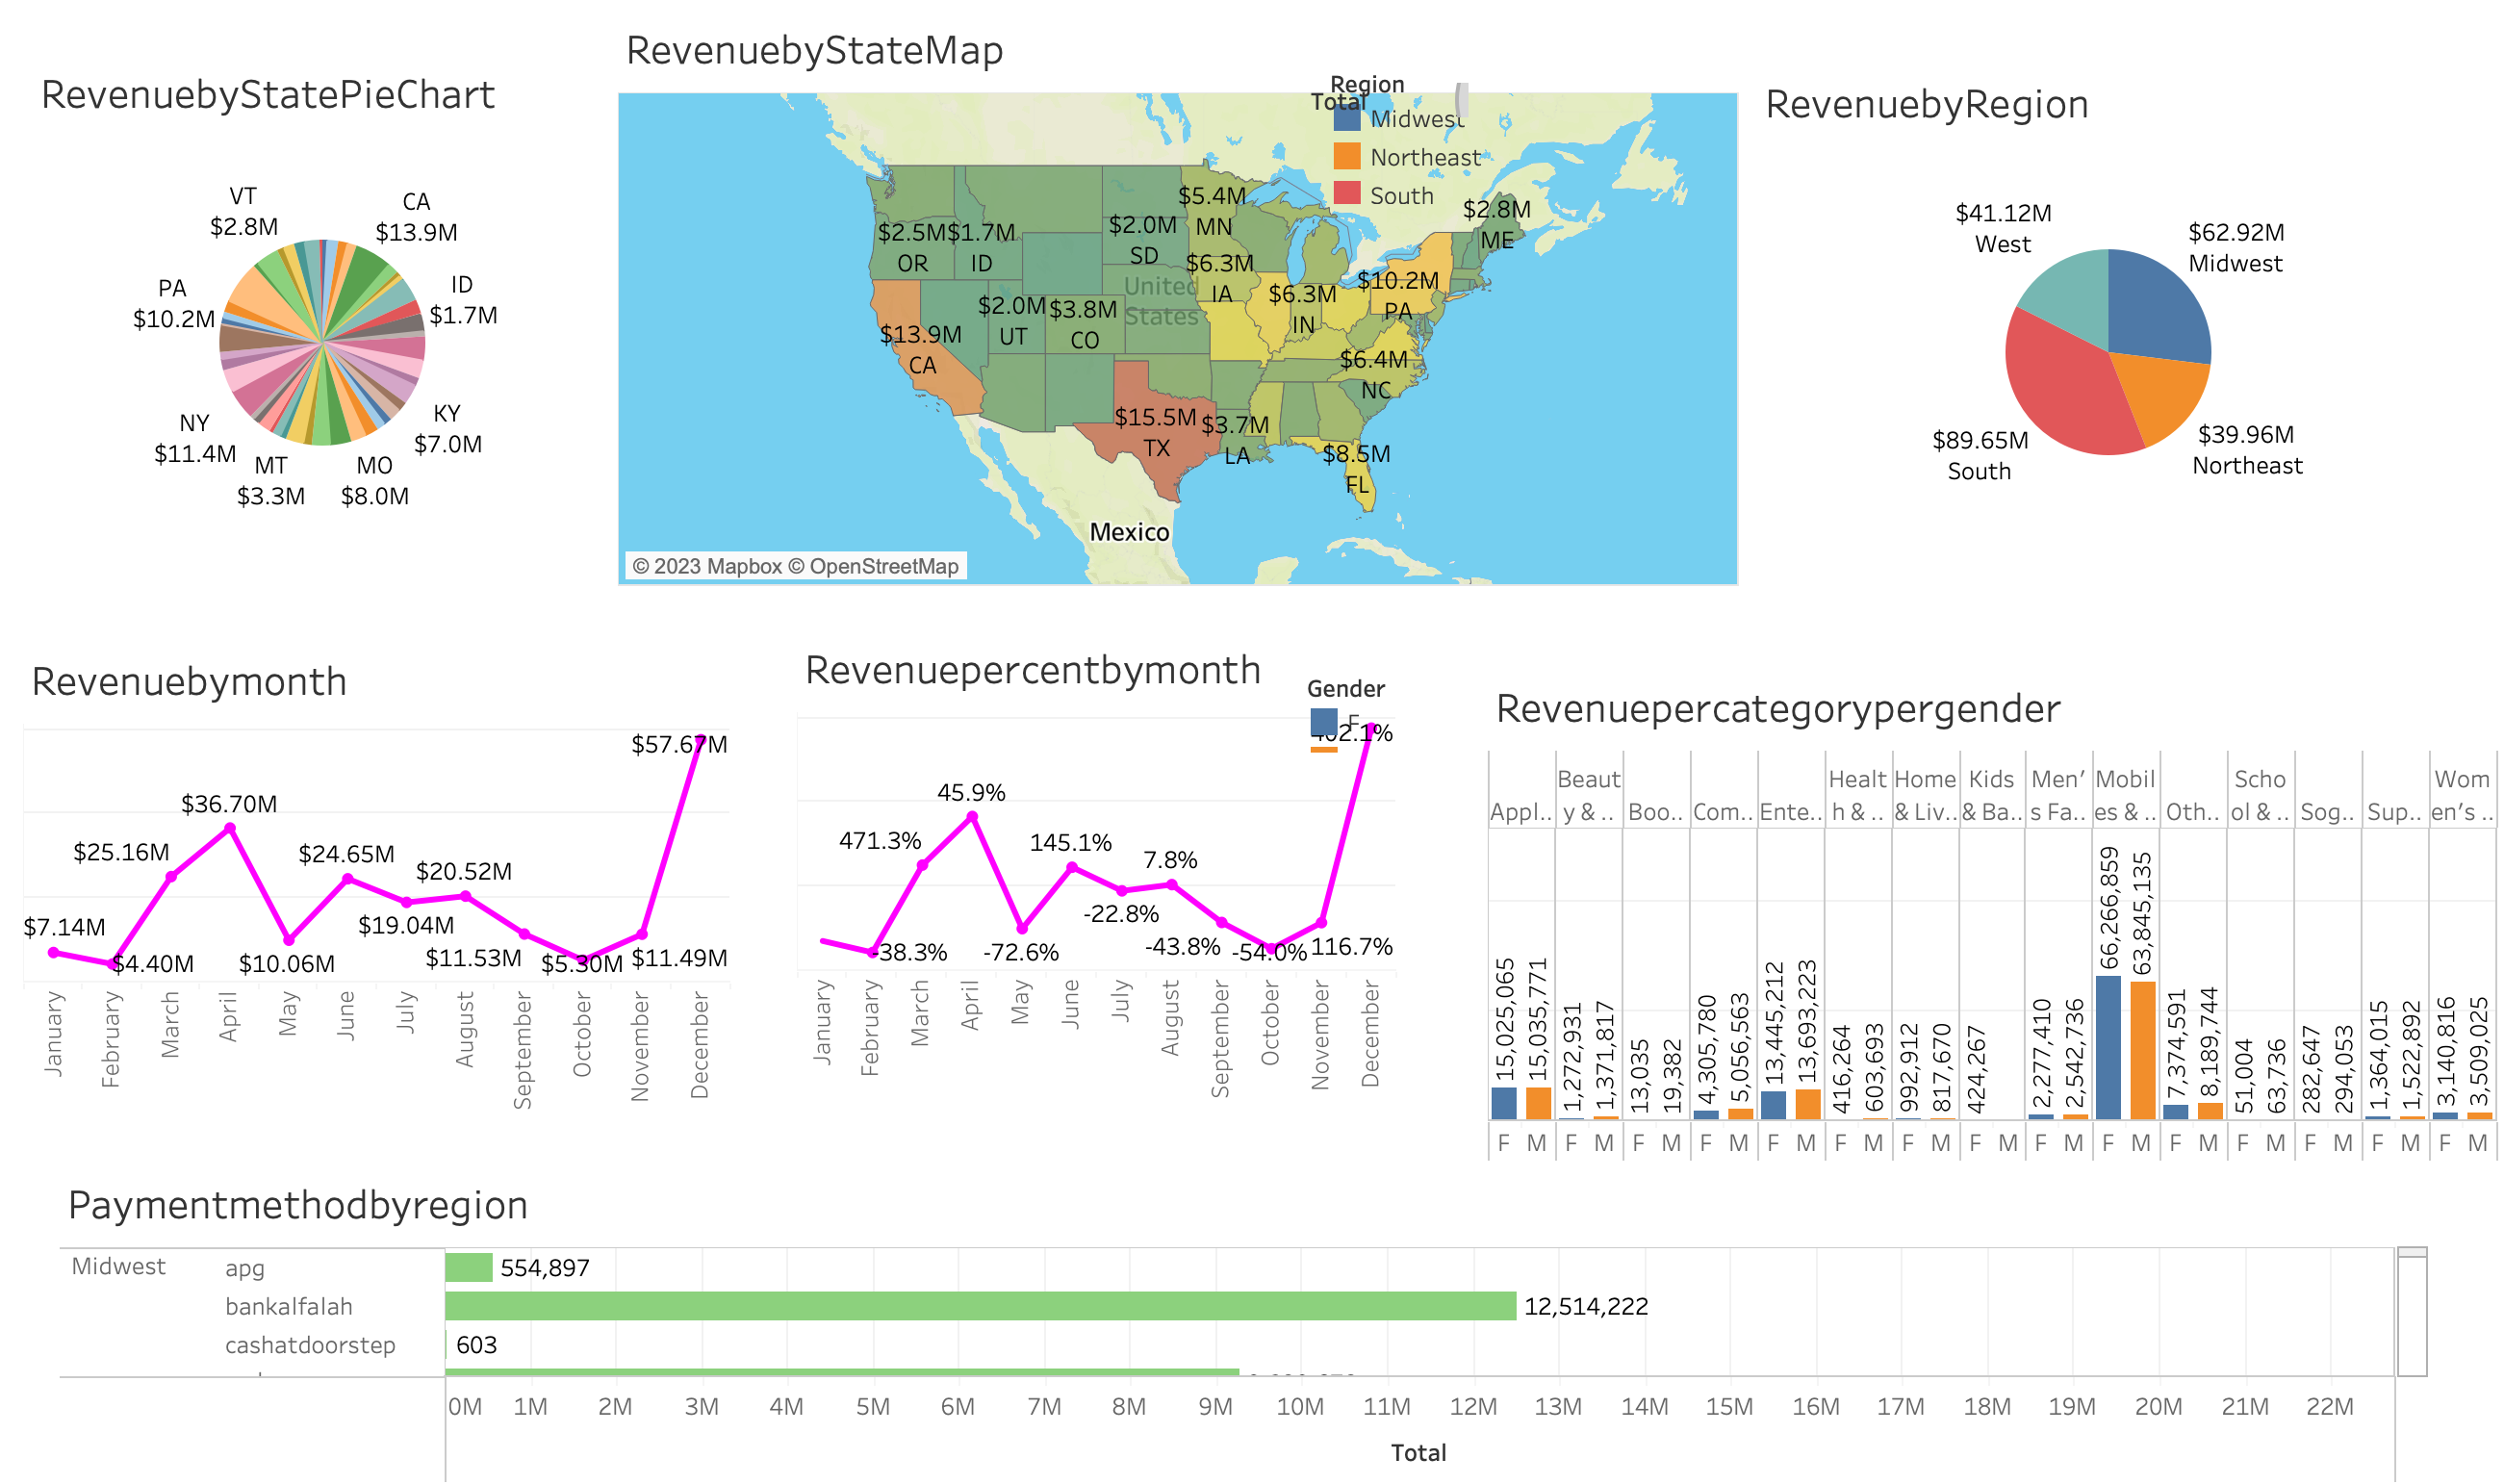 RevenuebyStatePieChart
VT
$2.8M
CA
$13.9M
PA
$10.2M
ID
$1.7M
NY
$11.4M
KY
$7.0M
MT
$3.3M
MO
$8.0M
RevenuebyStateMap
Region
Total
Midwest
Northeast
South
$5.4M
MN
$2.8M
ME
$2.5M
OR
$1.7M
ID
$2.0M
SD
$6.3M
IA
United
States
$10.2M
PA
$6.3M
IN
$2.0M
UT
$3.8M
CO
$13.9M
CA
$6.4M
NC
$15.5M
TX
$3.7M
LA
$8.5M
FL
Mexico
© 2023 Mapbox © OpenStreetMap
RevenuebyRegion
$41.12M
West
$62.92M
Midwest
$89.65M
South
$39.96M
Northeast
Revenuebymonth
$7.14M
$4.40M
$25.16M
$36.70M
$10.06M
$24.65M
$19.04M
$20.52M
$11.53M
$5.30M
$11.49M
$57.67M
January
February
March
April
May
June
July
August
September
October
November
December
Revenuepercentbymonth
Gender
F
-38.3%
471.3%
45.9%
-72.6%
145.1%
-22.8%
7.8%
-43.8%
-54.0%
116.7%
402.1%
January
February
March
April
May
June
July
August
September
October
November
December
Revenuepercategorypergender
Appl..
Beaut
y & ..
Boo..
Com..
Ente..
Healt
h & ..
Home
& Liv..
Kids
& Ba..
Men’
s Fa..
Mobil
es & ..
Oth..
Scho
ol & ..
Sog..
Sup..
Wom
en’s ..
15,025,065
15,035,771
1,272,931
1,371,817
13,035
19,382
4,305,780
5,056,563
13,445,212
13,693,223
416,264
603,693
992,912
817,670
424,267
2,277,410
2,542,736
66,266,859
63,845,135
7,374,591
8,189,744
51,004
63,736
282,647
294,053
1,364,015
1,522,892
3,140,816
3,509,025
F M F M F M F M F M F M F M F M F M F M F M F M F M F M F M
Paymentmethodbyregion
Midwest
apg
554,897
bankalfalah
12,514,222
cashatdoorstep
603
0M 1M 2M 3M 4M 5M 6M 7M 8M 9M 10M 11M 12M 13M 14M 15M 16M 17M 18M 19M 20M 21M 22M
Total